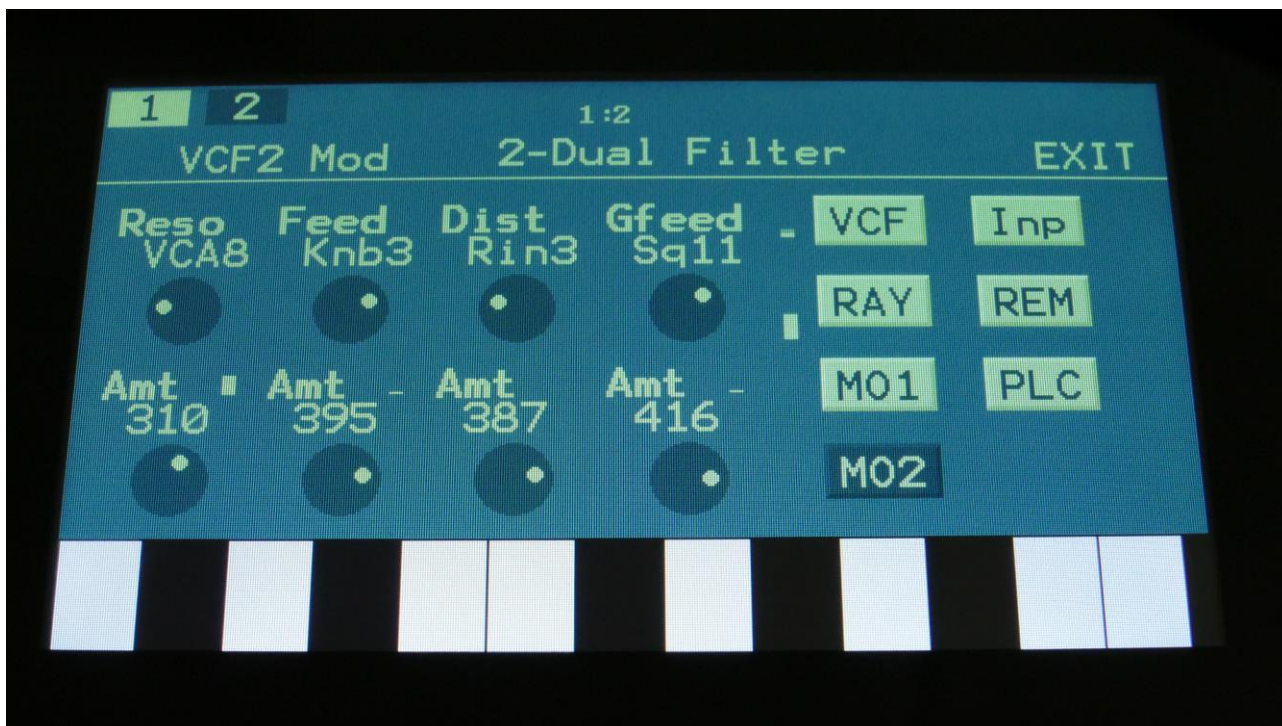 1 2 1:2
VCF2 Mod 2-Dual Filter EXIT
Reso Feed Dist Gfeed VCF Inp
VCA8 Knb3 Rin3 Sq11
RAY REM
Amt Amt Amt Amt MO1 PLC
310 395 387 416
MO2